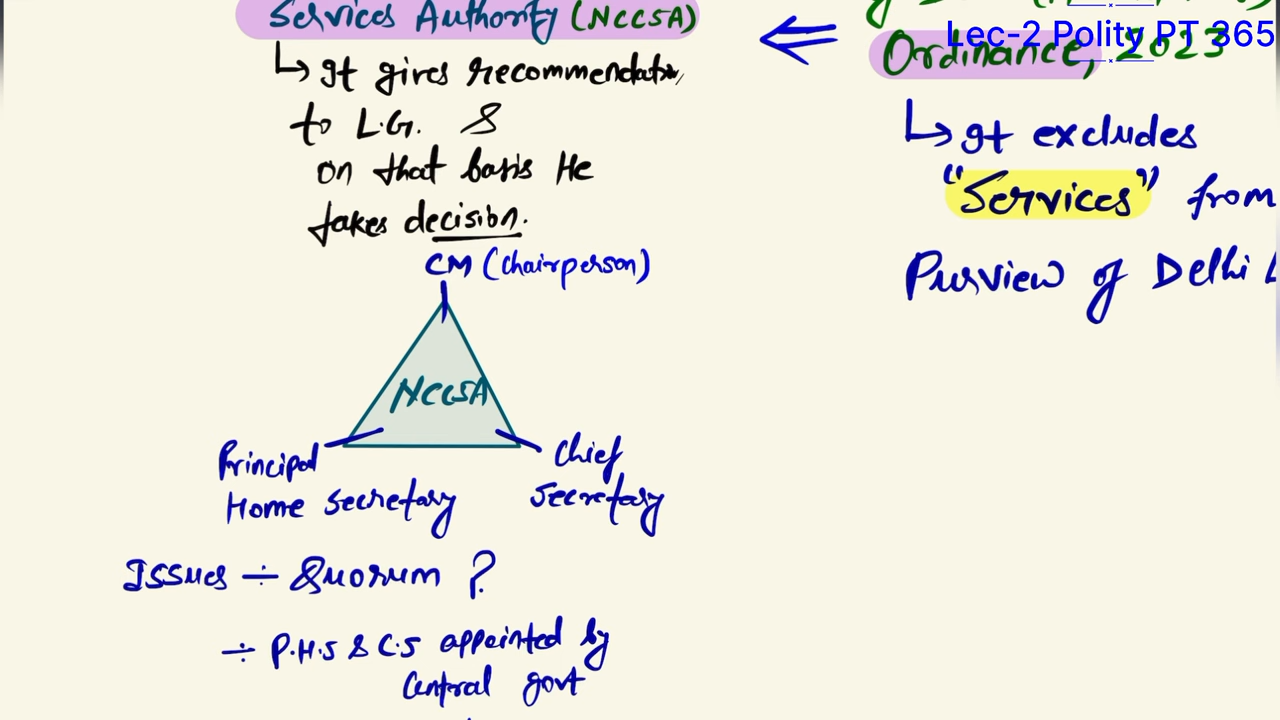 Services Authority (NCCSA)
↳ It gives recommendatn,
to L.G. &
on that basis He
takes decision.
CM (Chairperson)
NCCSA
Principal
Home Secretary
Chief
Secretary
Issues ÷ Quorum ?
÷ P.H.S & C.S appointed by
Central govt
⇐
Lec-2 Polity PT 365
Ordinance, 2023
↳ It excludes
"Services" from
Purview of Delhi